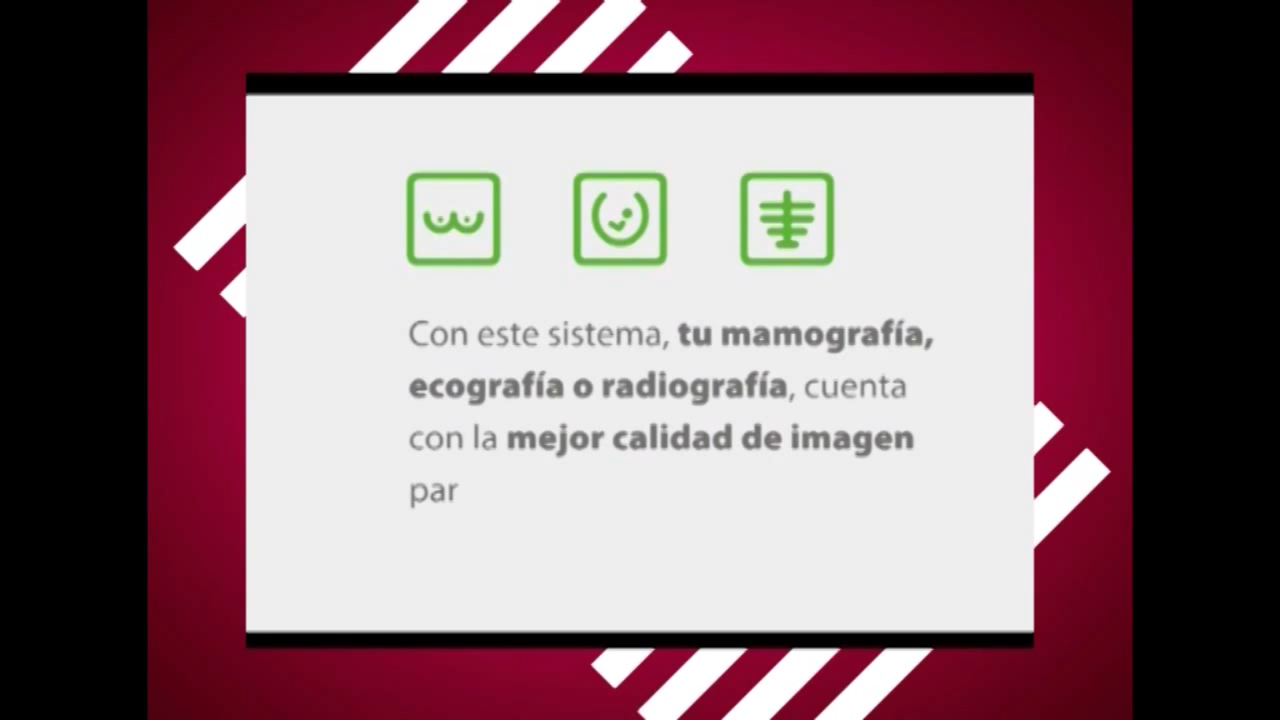 Con este sistema, tu mamografía,
ecografía o radiografía, cuenta
con la mejor calidad de imagen
par